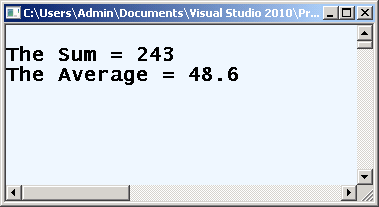 C:\Users\Admin\Documents\Visual Studio 2010\Pr...
The Sum = 243
The Average = 48.6